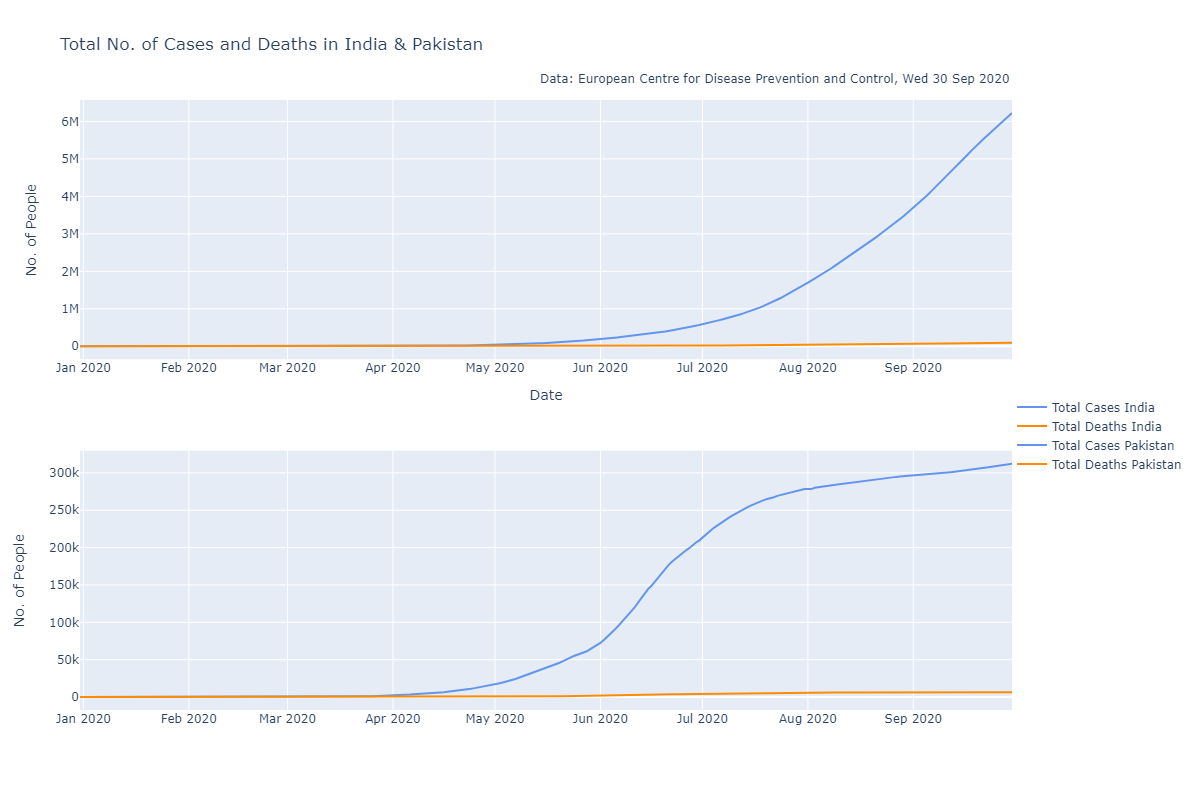 Total No. of Cases and Deaths in India & Pakistan
Data: European Centre for Disease Prevention and Control, Wed 30 Sep 2020
6M
5M
4M
3M
2M
1M
0
No. of People
Jan 2020 Feb 2020 Mar 2020 Apr 2020 May 2020 Jun 2020 Jul 2020 Aug 2020 Sep 2020
Date
Total Cases India
Total Deaths India
Total Cases Pakistan
Total Deaths Pakistan
300k
250k
200k
150k
100k
50k
0
No. of People
Jan 2020 Feb 2020 Mar 2020 Apr 2020 May 2020 Jun 2020 Jul 2020 Aug 2020 Sep 2020